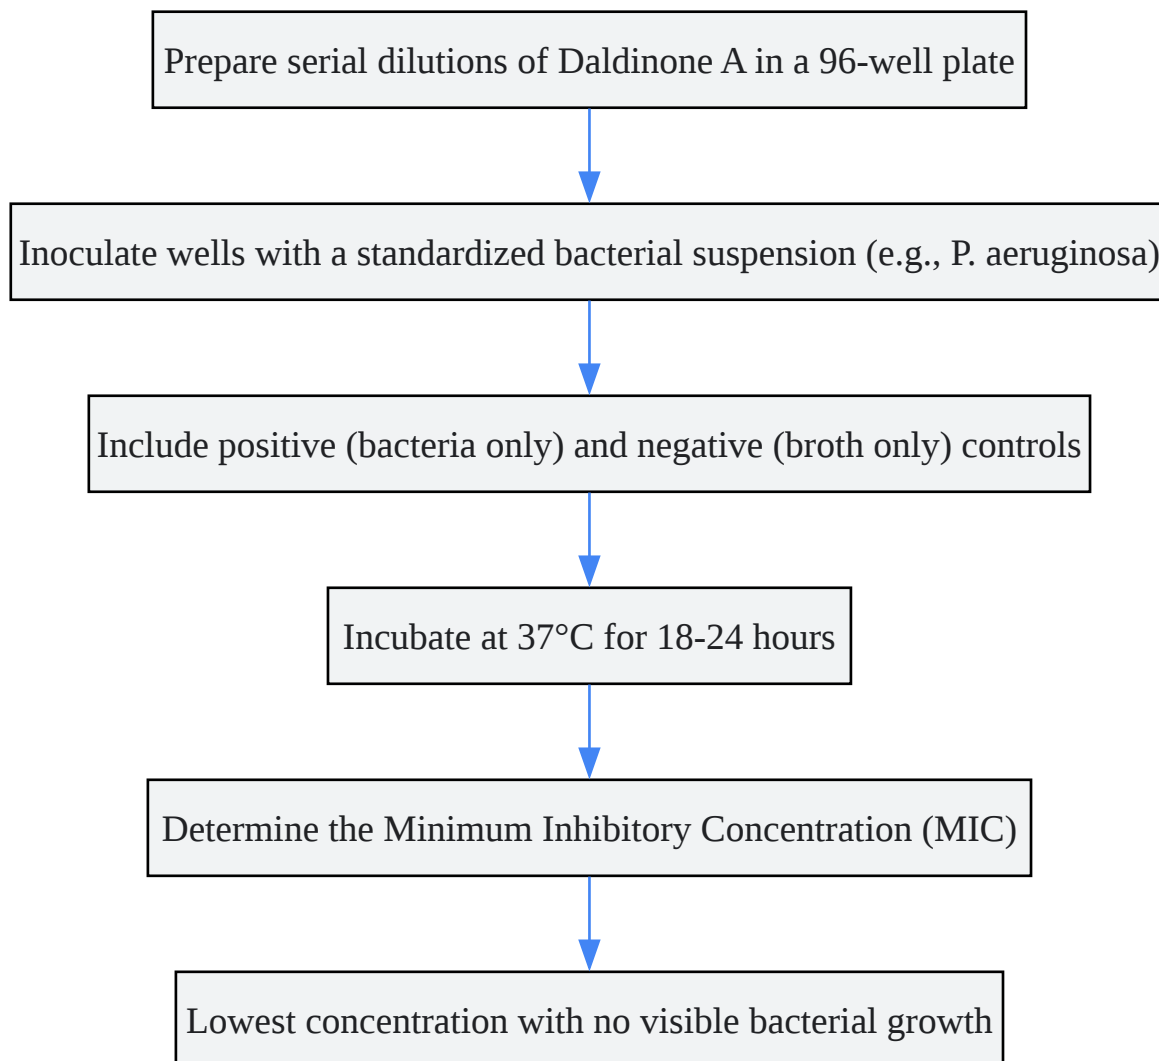 Prepare serial dilutions of Daldinone A in a 96-well plate
Inoculate wells with a standardized bacterial suspension (e.g., P. aeruginosa)
Include positive (bacteria only) and negative (broth only) controls
Incubate at 37°C for 18-24 hours
Determine the Minimum Inhibitory Concentration (MIC)
Lowest concentration with no visible bacterial growth